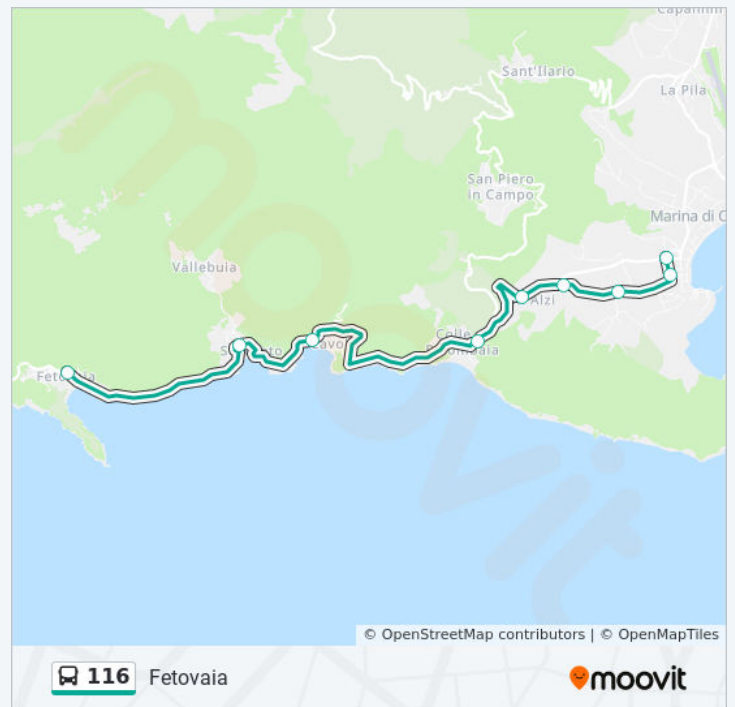 Capanni
Sant'Ilario
La Pila
San Piero
in Campo
Marina di C
Vallebuia
Alzi
Colle
© OpenStreetMap contributors | © OpenMapTiles
116 Fetovaia
moovit